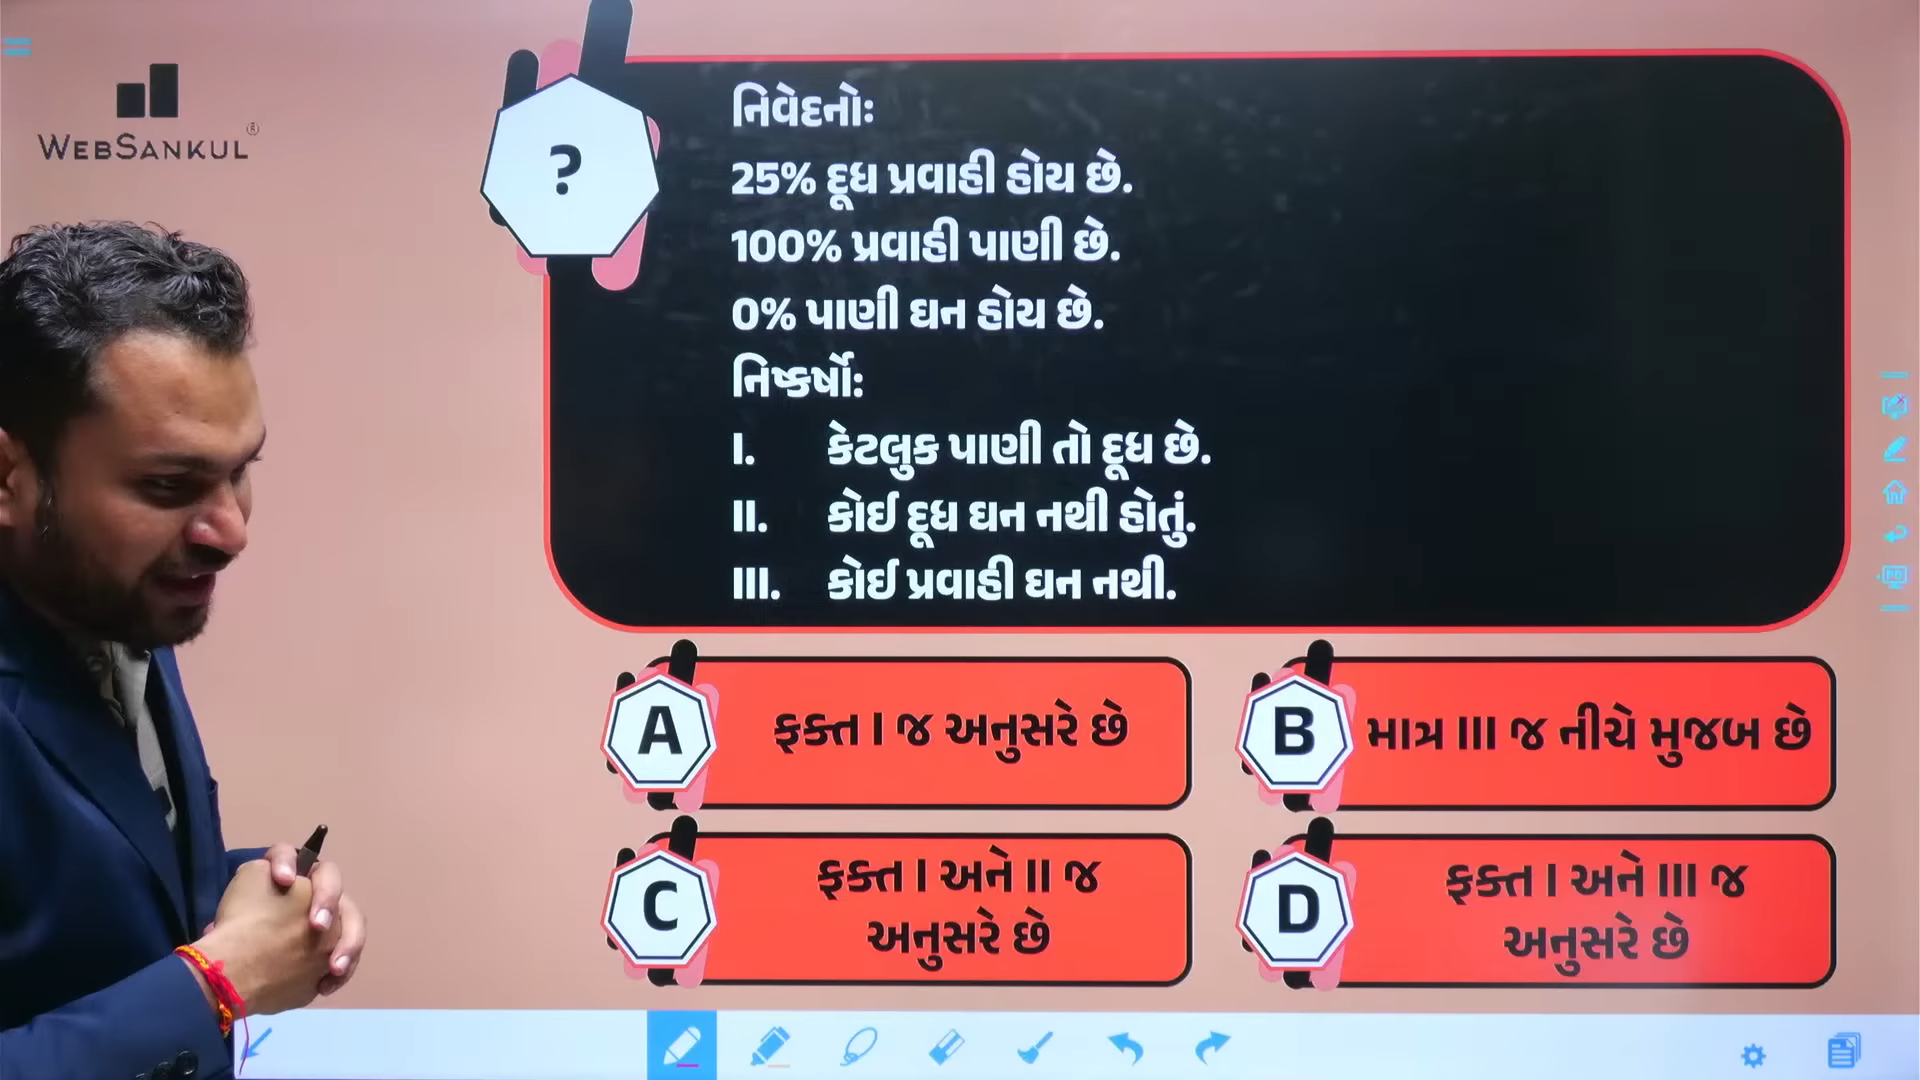 WEBSANKUL®
?
નિવેદનો:
25% દૂધ પ્રવાહી હોય છે.
100% પ્રવાહી પાણી છે.
0% પાણી ઘન હોય છે.
નિષ્કર્ષો:
I. કેટલુક પાણી તો દૂધ છે.
II. કોઈ દૂધ ઘન નથી હોતું.
III. કોઈ પ્રવાહી ઘન નથી.
A ફક્ત I જ અનુસરે છે
B માત્ર III જ નીચે મુજબ છે
C ફક્ત I અને II જ
અનુસરે છે
D ફક્ત I અને III જ
અનુસરે છે